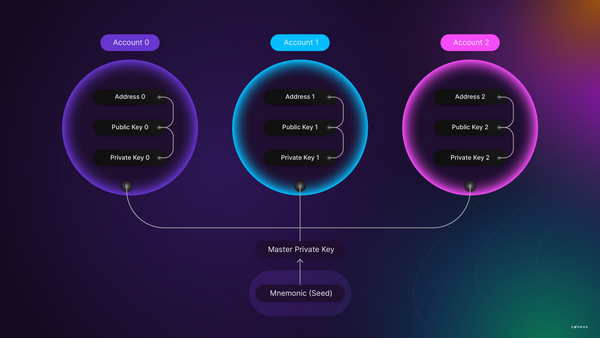 Account 0
Account 1
Account 2
Address 0
Address 1
Address 2
Public Key 0
Public Key 1
Public Key 2
Private Key 0
Private Key 1
Private Key 2
Master Private Key
Mnemonic (Seed)